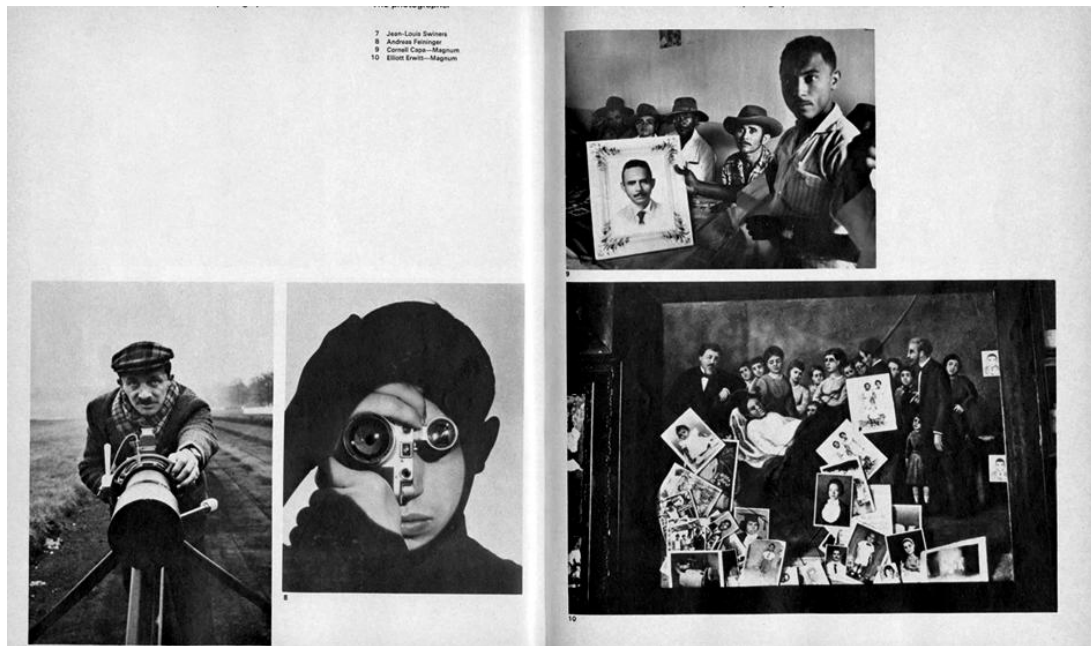 7 Jean-Louis Swiners
8 Andreas Feininger
9 Cornell Capa—Magnum
10 Elliott Erwitt—Magnum
9
8
10